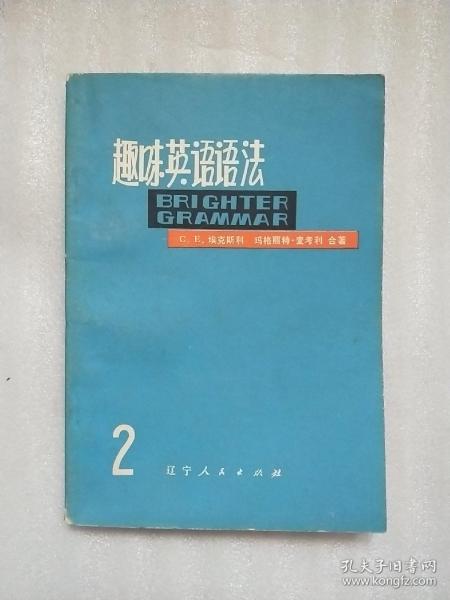 趣味英语语法
BRIGHTER
GRAMMAR
C. E. 埃克斯利 玛格丽特·麦考利 合著
2
辽宁人民出版社
孔夫子旧书网
www.kongfz.com